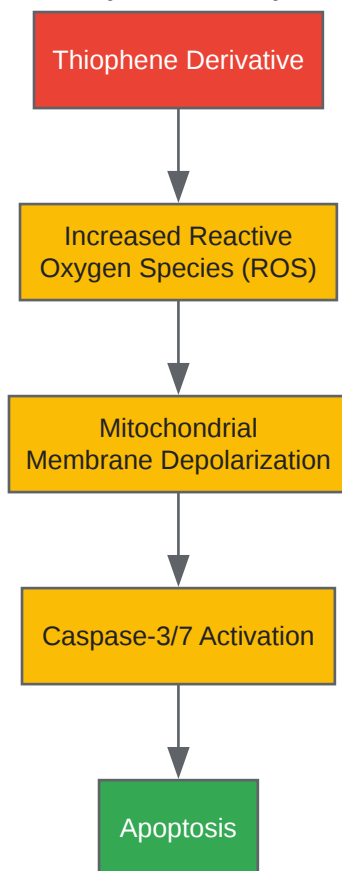 Thiophene Derivative
Increased Reactive
Oxygen Species (ROS)
Mitochondrial
Membrane Depolarization
Caspase-3/7 Activation
Apoptosis